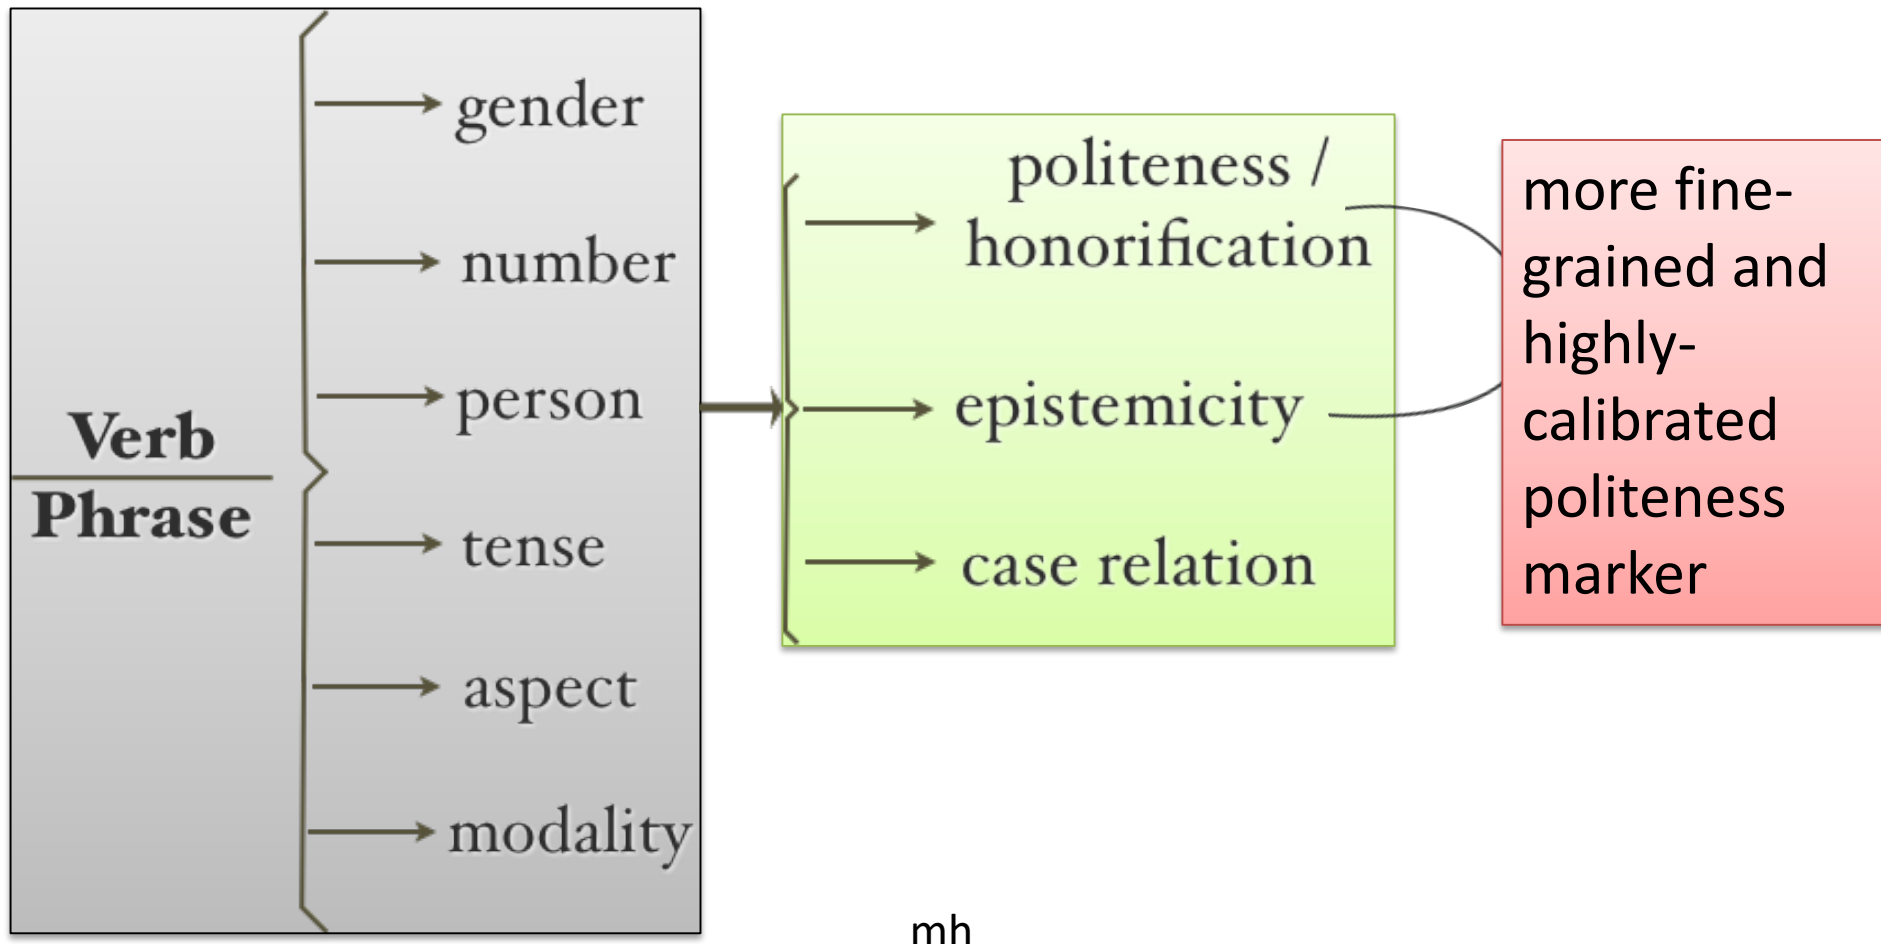 Verb
Phrase
gender
number
person
tense
aspect
modality
politeness /
honorification
epistemicity
case relation
more fine-
grained and
highly-
calibrated
politeness
marker
mh